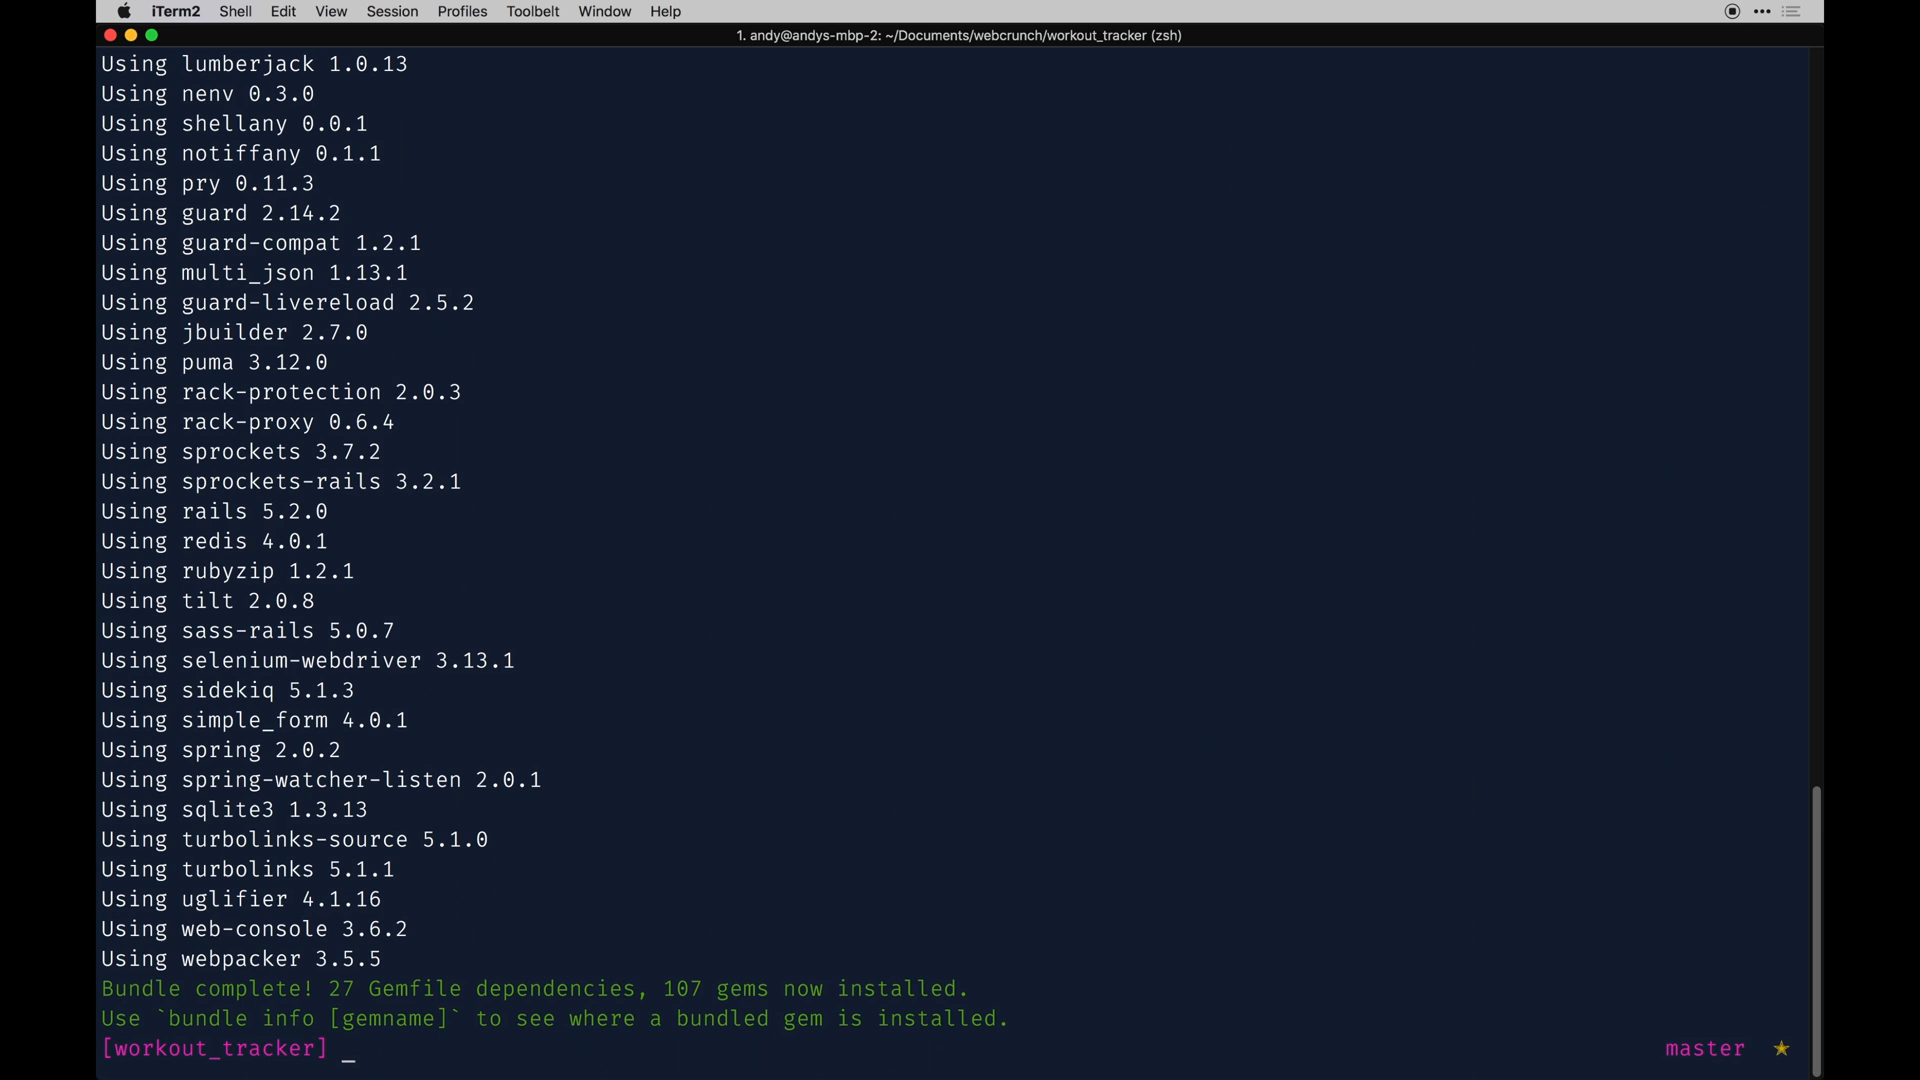 iTerm2 Shell Edit View Session Profiles Toolbelt Window Help
1. andy@andys-mbp-2: ~/Documents/webcrunch/workout_tracker (zsh)
Using lumberjack 1.0.13
Using nenv 0.3.0
Using shellany 0.0.1
Using notiffany 0.1.1
Using pry 0.11.3
Using guard 2.14.2
Using guard-compat 1.2.1
Using multi_json 1.13.1
Using guard-livereload 2.5.2
Using jbuilder 2.7.0
Using puma 3.12.0
Using rack-protection 2.0.3
Using rack-proxy 0.6.4
Using sprockets 3.7.2
Using sprockets-rails 3.2.1
Using rails 5.2.0
Using redis 4.0.1
Using rubyzip 1.2.1
Using tilt 2.0.8
Using sass-rails 5.0.7
Using selenium-webdriver 3.13.1
Using sidekiq 5.1.3
Using simple_form 4.0.1
Using spring 2.0.2
Using spring-watcher-listen 2.0.1
Using sqlite3 1.3.13
Using turbolinks-source 5.1.0
Using turbolinks 5.1.1
Using uglifier 4.1.16
Using web-console 3.6.2
Using webpacker 3.5.5
Bundle complete! 27 Gemfile dependencies, 107 gems now installed.
Use `bundle info [gemname]` to see where a bundled gem is installed.
[workout_tracker] _ master ★